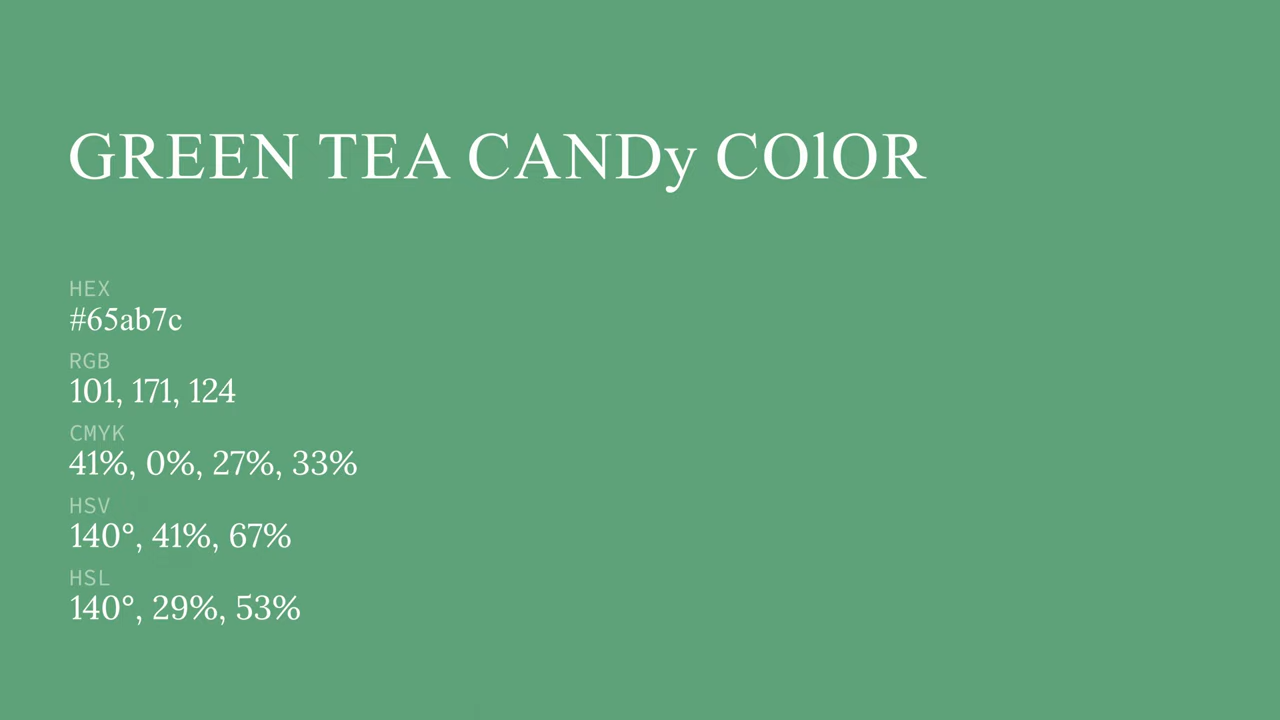 GREEN TEA CANDy COlOR
HEX
#65ab7c
RGB
101, 171, 124
CMYK
41%, 0%, 27%, 33%
HSV
140°, 41%, 67%
HSL
140°, 29%, 53%